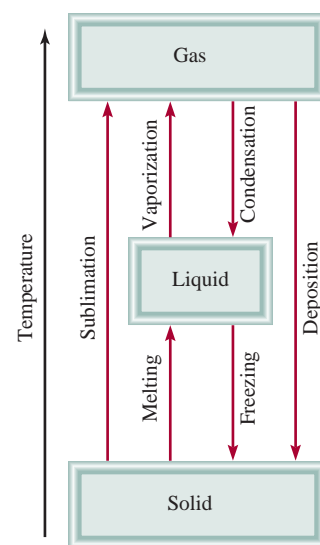 Gas
Temperature
Sublimation
Vaporization
Condensation
Deposition
Liquid
Melting
Freezing
Solid